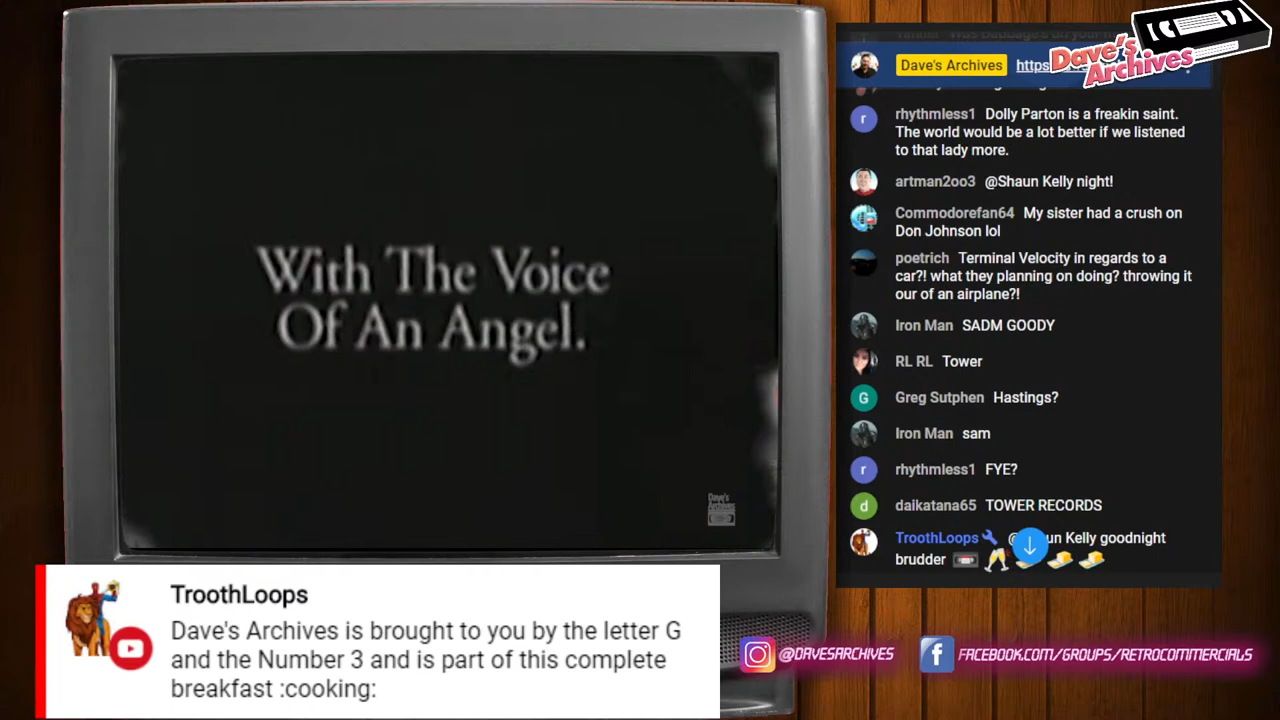 With The Voice
Of An Angel.
Dave's
Archives
Dave's Archives https
Dave's
Archives
rhythmless1 Dolly Parton is a freakin saint.
The world would be a lot better if we listened
to that lady more.
artman2oo3 @Shaun Kelly night!
Commodorefan64 My sister had a crush on
Don Johnson lol
poetrich Terminal Velocity in regards to a
car?! what they planning on doing? throwing it
our of an airplane?!
Iron Man SADM GOODY
RL RL Tower
G Greg Sutphen Hastings?
Iron Man sam
r rhythmless1 FYE?
d daikatana65 TOWER RECORDS
TroothLoops Kelly goodnight
brudder
TroothLoops
Dave's Archives is brought to you by the letter G
and the Number 3 and is part of this complete
breakfast :cooking:
@DAVESARCHIVES
FACEBOOK.COM/GROUPS/RETROCOMMERCIALS